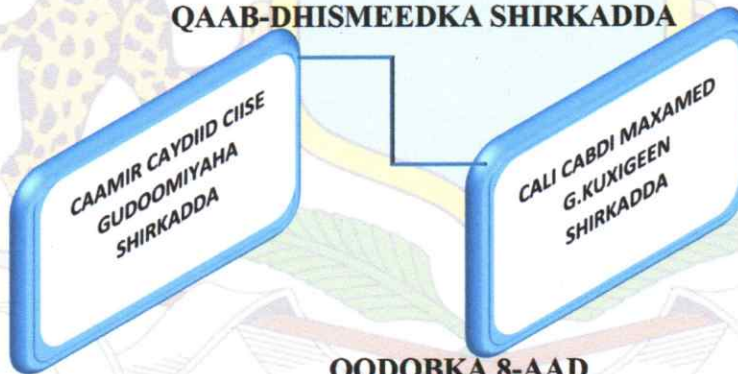 QAAB-DHISMEEDKA SHIRKADDA
CAAMIR CAYDIID CIISE
GUDOOMIYAHA
SHIRKADDA
CALI CABDI MAXAMED
G.KUXIGEEN
SHIRKADDA
QODOBKA 8-AAD